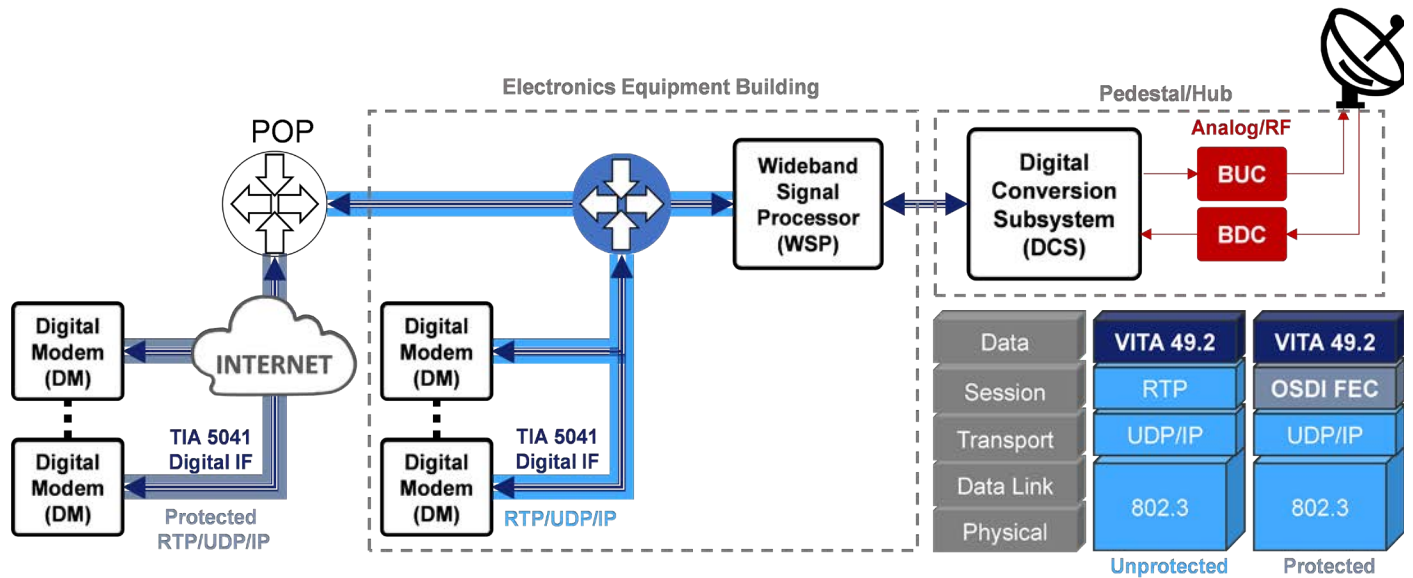 Electronics Equipment Building
Pedestal/Hub
POP
Wideband
Signal
Processor
(WSP)
Digital
Conversion
Subsystem
(DCS)
Analog/RF
BUC
BDC
Digital
Modem
(DM)
INTERNET
Digital
Modem
(DM)
TIA 5041
Digital IF
Protected
RTP/UDP/IP
Digital
Modem
(DM)
Digital
Modem
(DM)
TIA 5041
Digital IF
RTP/UDP/IP
Data
VITA 49.2
VITA 49.2
Session
RTP
OSDI FEC
Transport
UDP/IP
UDP/IP
Data Link
Physical
802.3
802.3
Unprotected
Protected